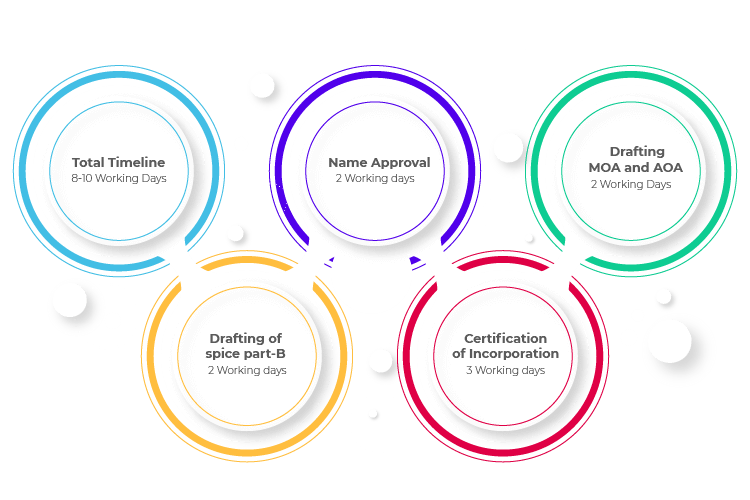 Total Timeline
8-10 Working Days
Name Approval
2 Working days
Drafting
MOA and AOA
2 Working Days
Drafting of
spice part-B
2 Working days
Certification
of Incorporation
3 Working days